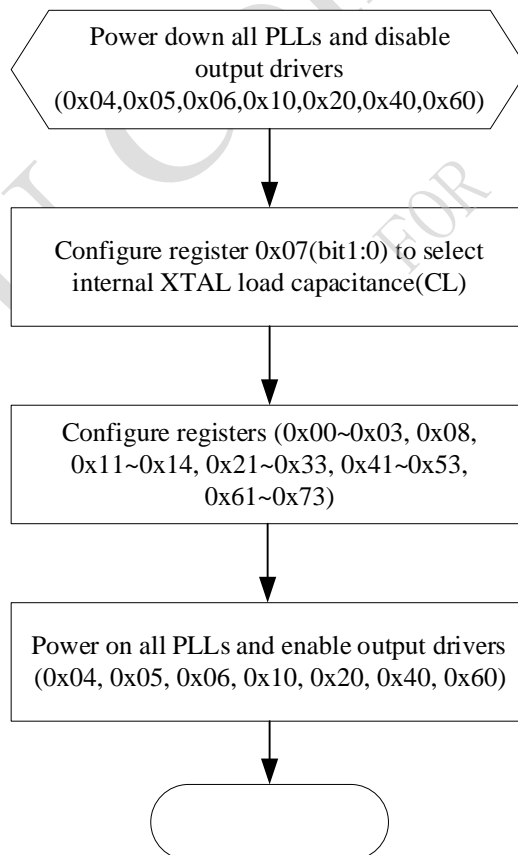 Power down all PLLs and disable
output drivers
(0x04,0x05,0x06,0x10,0x20,0x40,0x60)
FOR
Configure register 0x07(bit1:0) to select
internal XTAL load capacitance(CL)
Configure registers (0x00~0x03, 0x08,
0x11~0x14, 0x21~0x33, 0x41~0x53,
0x61~0x73)
Power on all PLLs and enable output drivers
(0x04, 0x05, 0x06, 0x10, 0x20, 0x40, 0x60)